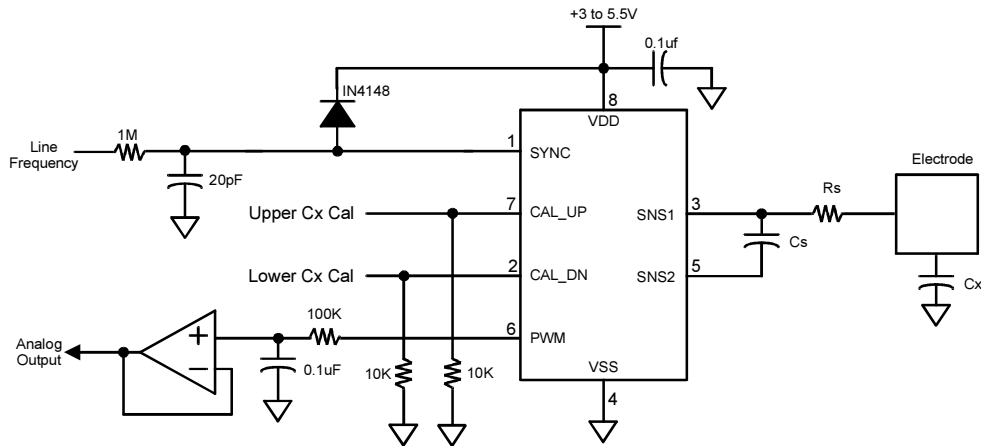 +3 to 5.5V
0.1uf
IN4148
8
VDD
Line
Frequency
1M
1
SYNC
20pF
Electrode
Rs
Upper Cx Cal
7
CAL_UP
SNS1
3
Cs
Lower Cx Cal
2
CAL_DN
SNS2
5
Cx
Analog
Output
+
−
100K
6
PWM
0.1uF
10K
10K
VSS
4